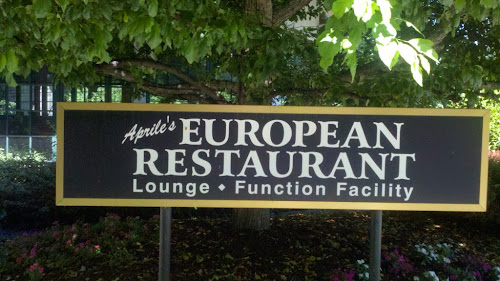 Aprile's EUROPEAN
RESTAURANT
Lounge • Function Facility